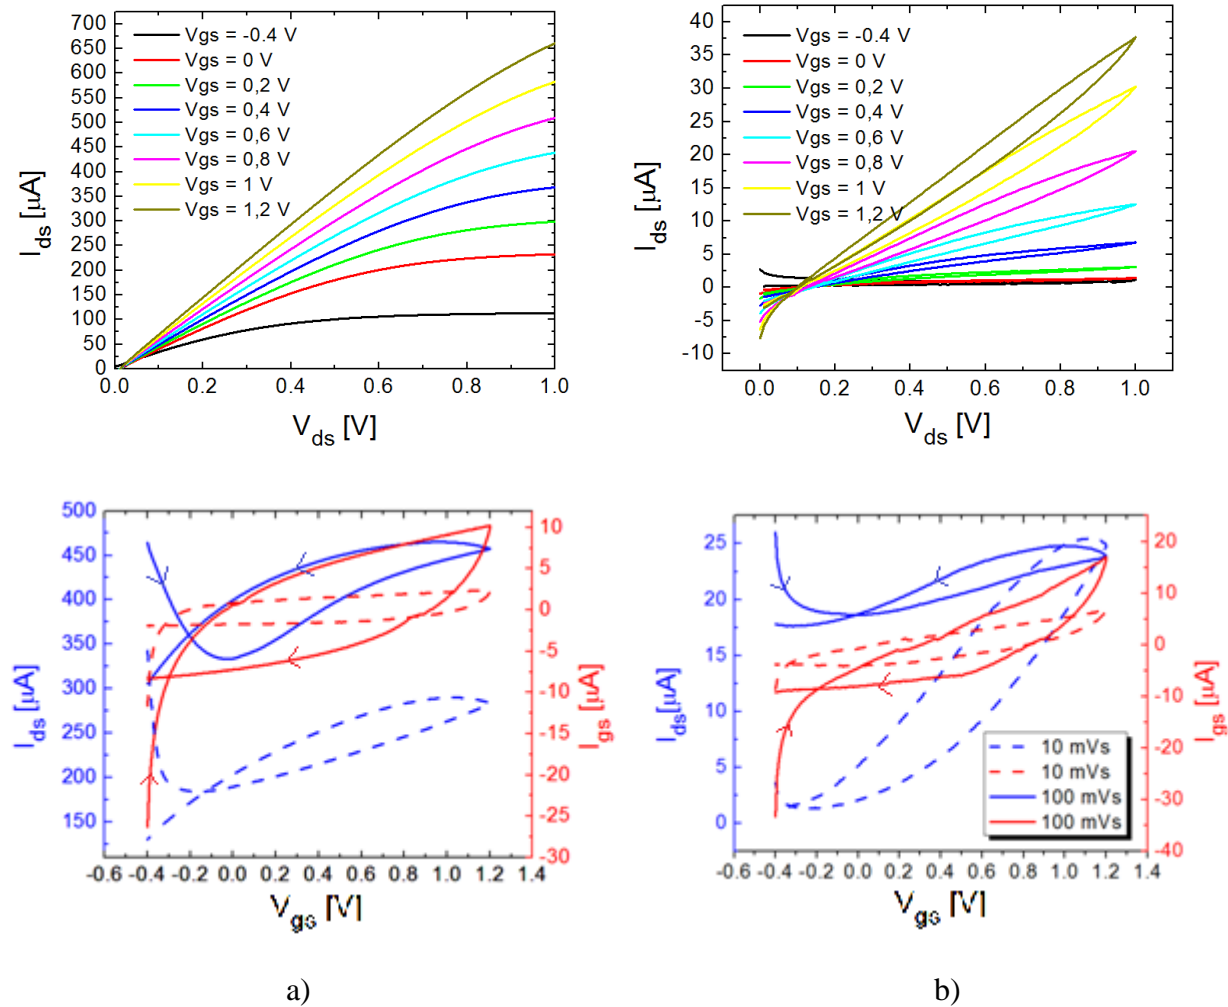 700
650
600
550
500
450
400
350
300
250
200
150
100
50
0
0.0 0.2 0.4 0.6 0.8 1.0
Vgs = -0.4 V
Vgs = 0 V
Vgs = 0,2 V
Vgs = 0,4 V
Vgs = 0,6 V
Vgs = 0,8 V
Vgs = 1 V
Vgs = 1,2 V
Ids [µA]
Vds [V]
40
35
30
25
20
15
10
5
0
-5
-10
0.0 0.2 0.4 0.6 0.8 1.0
Vgs = -0.4 V
Vgs = 0 V
Vgs = 0,2 V
Vgs = 0,4 V
Vgs = 0,6 V
Vgs = 0,8 V
Vgs = 1 V
Vgs = 1,2 V
Ids [µA]
Vds [V]
500
450
400
350
300
250
200
150
Ids [µA]
10
5
0
-5
-10
-15
-20
-25
-30
Igs [µA]
-0.6 -0.4 -0.2 0.0 0.2 0.4 0.6 0.8 1.0 1.2 1.4
Vgs [V]
25
20
15
10
5
0
Ids[µA]
20
10
0
-10
-20
-30
-40
Igs [µA]
10 mVs
10 mVs
100 mVs
100 mVs
-0.6 -0.4 -0.2 0.0 0.2 0.4 0.6 0.8 1.0 1.2 1.4
Vgs [V]
a)
b)